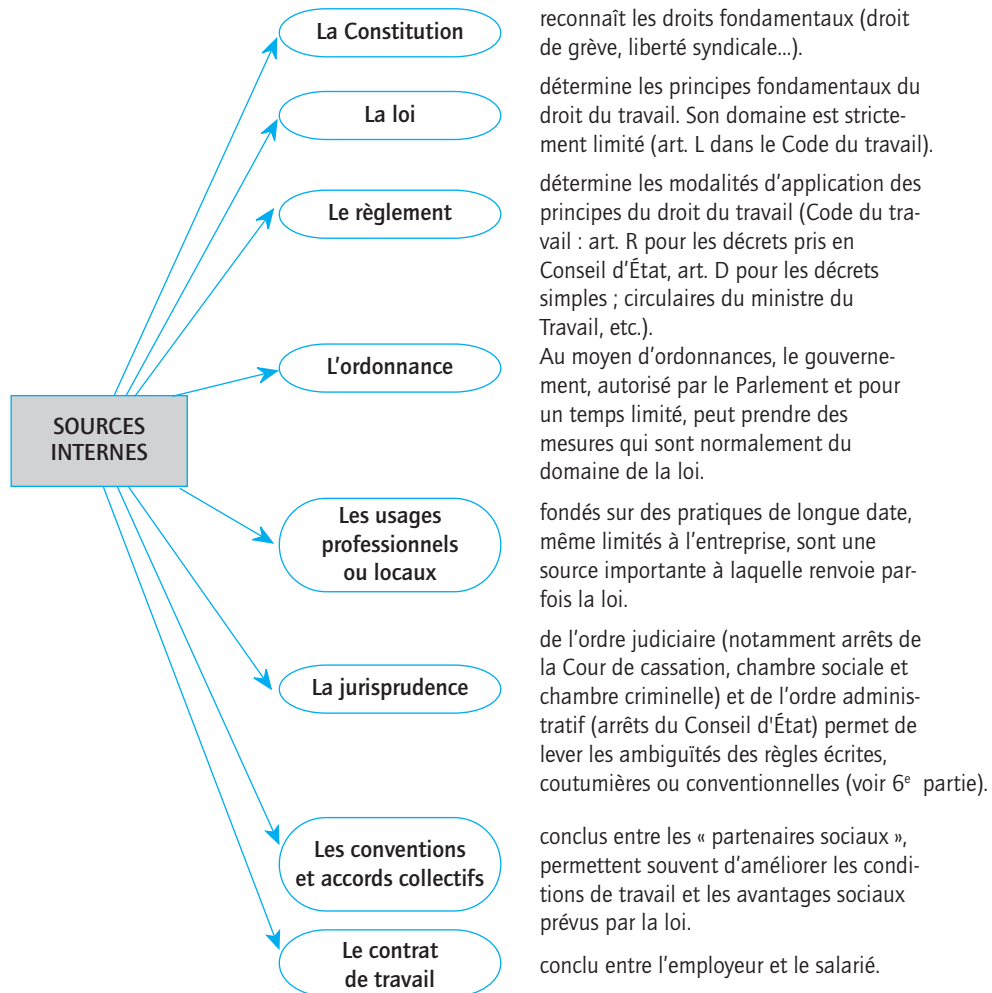 La Constitution
reconnaît les droits fondamentaux (droit
de grève, liberté syndicale...).
La loi
détermine les principes fondamentaux du
droit du travail. Son domaine est stricte-
ment limité (art. L dans le Code du travail).
Le règlement
détermine les modalités d'application des
principes du droit du travail (Code du tra-
vail : art. R pour les décrets pris en
Conseil d'État, art. D pour les décrets
simples ; circulaires du ministre du
Travail, etc.).
L'ordonnance
Au moyen d'ordonnances, le gouverne-
ment, autorisé par le Parlement et pour
un temps limité, peut prendre des
mesures qui sont normalement du
domaine de la loi.
SOURCES
INTERNES
Les usages
professionnels
ou locaux
fondés sur des pratiques de longue date,
même limités à l'entreprise, sont une
source importante à laquelle renvoie par-
fois la loi.
La jurisprudence
de l'ordre judiciaire (notamment arrêts de
la Cour de cassation, chambre sociale et
chambre criminelle) et de l'ordre adminis-
tratif (arrêts du Conseil d'État) permet de
lever les ambiguïtés des règles écrites,
coutumières ou conventionnelles (voir 6e partie).
Les conventions
et accords collectifs
conclus entre les « partenaires sociaux »,
permettent souvent d'améliorer les condi-
tions de travail et les avantages sociaux
prévus par la loi.
Le contrat
de travail
conclu entre l'employeur et le salarié.